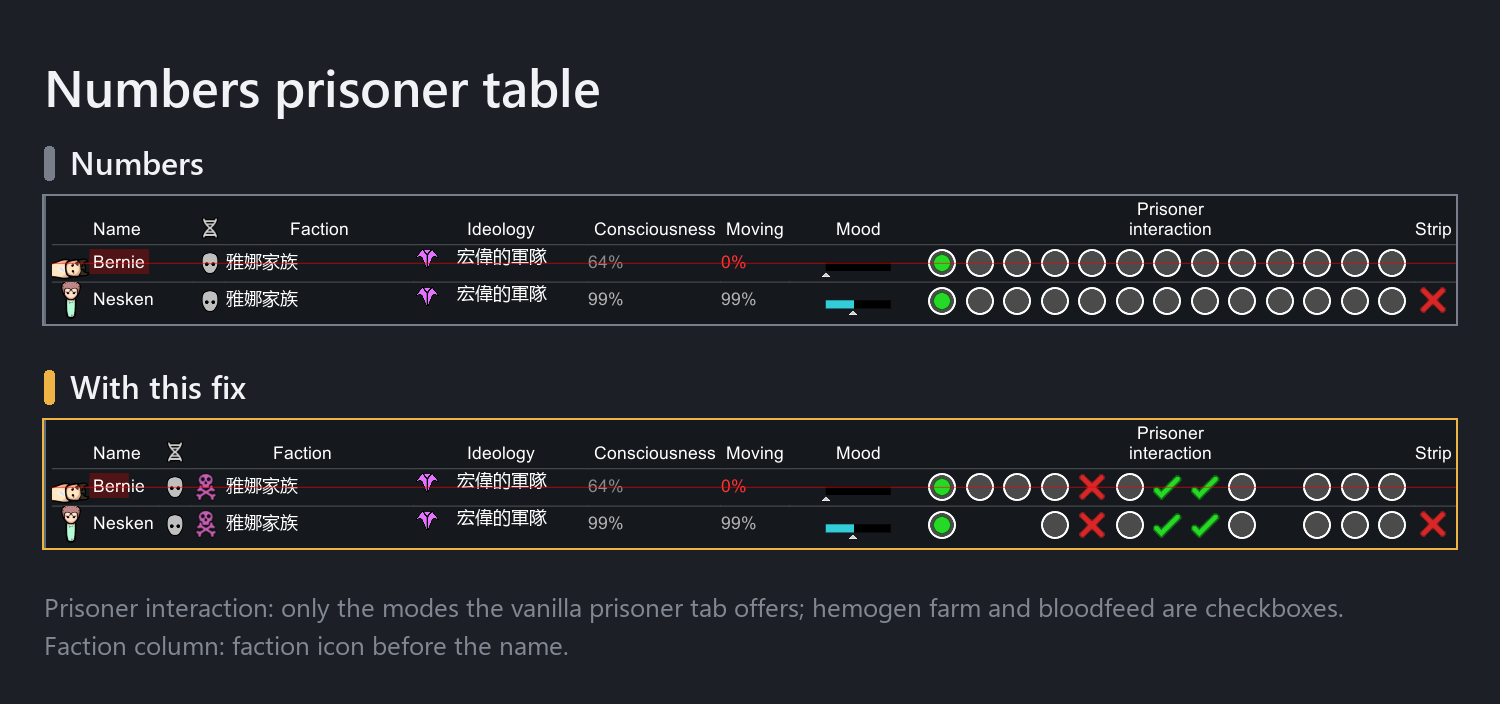 Numbers prisoner table
Numbers
Prisoner
Name Faction Ideology Consciousness Moving Mood interaction Strip
Bernie 雅娜家族 宏偉的軍隊 64% 0%
Nesken 雅娜家族 宏偉的軍隊 99% 99%
With this fix
Prisoner
Name Faction Ideology Consciousness Moving Mood interaction Strip
Bernie 雅娜家族 宏偉的軍隊 64% 0%
Nesken 雅娜家族 宏偉的軍隊 99% 99%
Prisoner interaction: only the modes the vanilla prisoner tab offers; hemogen farm and bloodfeed are checkboxes.
Faction column: faction icon before the name.